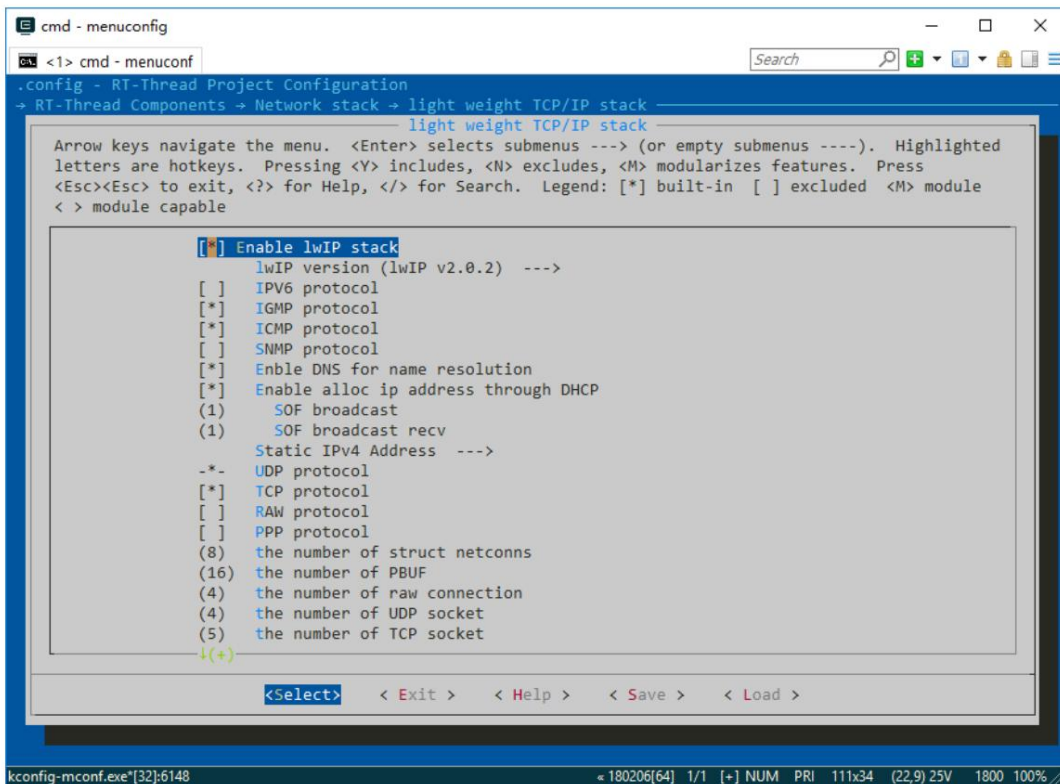 cmd - menuconfig
<1> cmd - menuconf
Search
.config - RT-Thread Project Configuration
→ RT-Thread Components → Network stack → light weight TCP/IP stack
light weight TCP/IP stack
Arrow keys navigate the menu.  <Enter> selects submenus ---> (or empty submenus ----).  Highlighted
letters are hotkeys.  Pressing <Y> includes, <N> excludes, <M> modularizes features.  Press
<Esc><Esc> to exit, <?> for Help, </> for Search.  Legend: [*] built-in  [ ] excluded  <M> module
< > module capable
[*] Enable lwIP stack
lwIP version (lwIP v2.0.2)  --->
[ ]   IPV6 protocol
[*]   IGMP protocol
[*]   ICMP protocol
[ ]   SNMP protocol
[*]   Enble DNS for name resolution
[*]   Enable alloc ip address through DHCP
(1)     SOF broadcast
(1)     SOF broadcast recv
Static IPv4 Address  --->
-*-   UDP protocol
[*]   TCP protocol
[ ]   RAW protocol
[ ]   PPP protocol
(8)   the number of struct netconns
(16)  the number of PBUF
(4)   the number of raw connection
(4)   the number of UDP socket
(5)   the number of TCP socket
↓(+)
<Select>    < Exit >    < Help >    < Save >    < Load >
kconfig-mconf.exe*[32]:6148    « 180206[64]  1/1  [+] NUM  PRI  111x34  (22,9) 25V  1800  100%